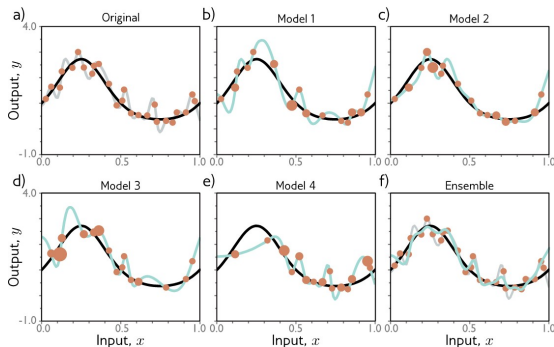 a) Original
4.0
Output, y
-1.0
0.0 0.5 1.0
b) Model 1
0.0 0.5 1.0
c) Model 2
0.0 0.5 1.0
d) Model 3
4.0
Output, y
-1.0
0.0 0.5 1.0
Input, x
e) Model 4
0.0 0.5 1.0
Input, x
f) Ensemble
0.0 0.5 1.0
Input, x